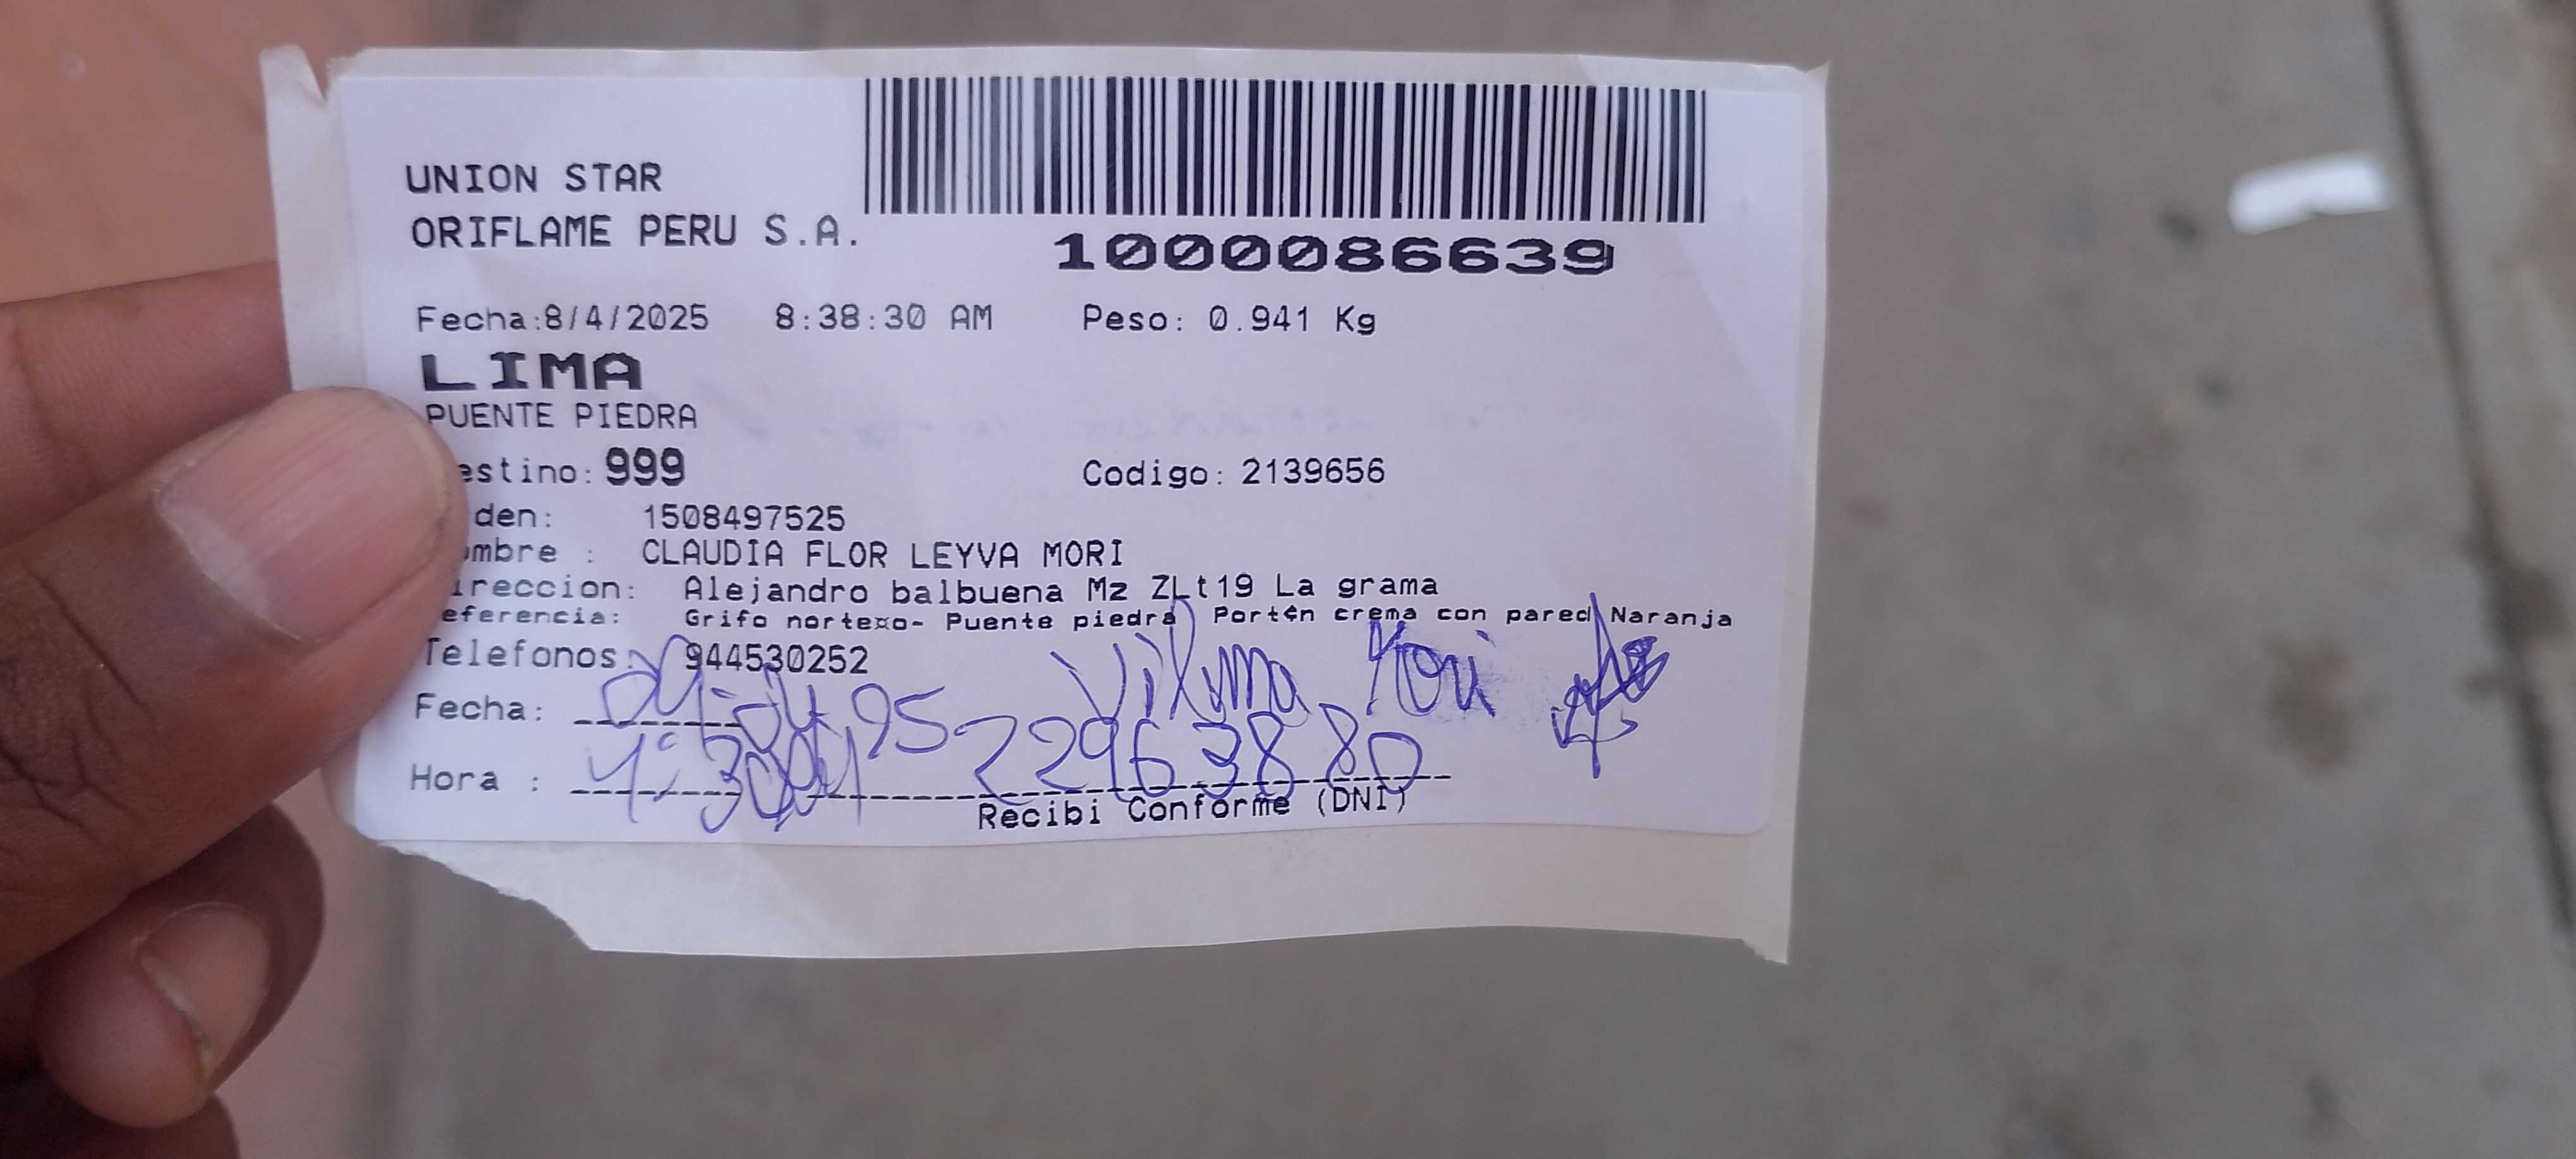 UNION STAR
ORIFLAME PERU S.A.
1000086639
Fecha:8/4/2025 8:38:30 AM Peso: 0.941 Kg
LIMA
PUENTE PIEDRA
estino: 999 Codigo: 2139656
den: 1508497525
ombre : CLAUDIA FLOR LEYVA MORI
ireccion: Alejandro balbuena Mz ZLt19 La grama
eferencia: Grifo nortexo- Puente piedra Port¢n crema con pared Naranja
Telefonos: 944530252
Vilma Mori
Fecha:
Hora :
Recibi Conforme (DNI)